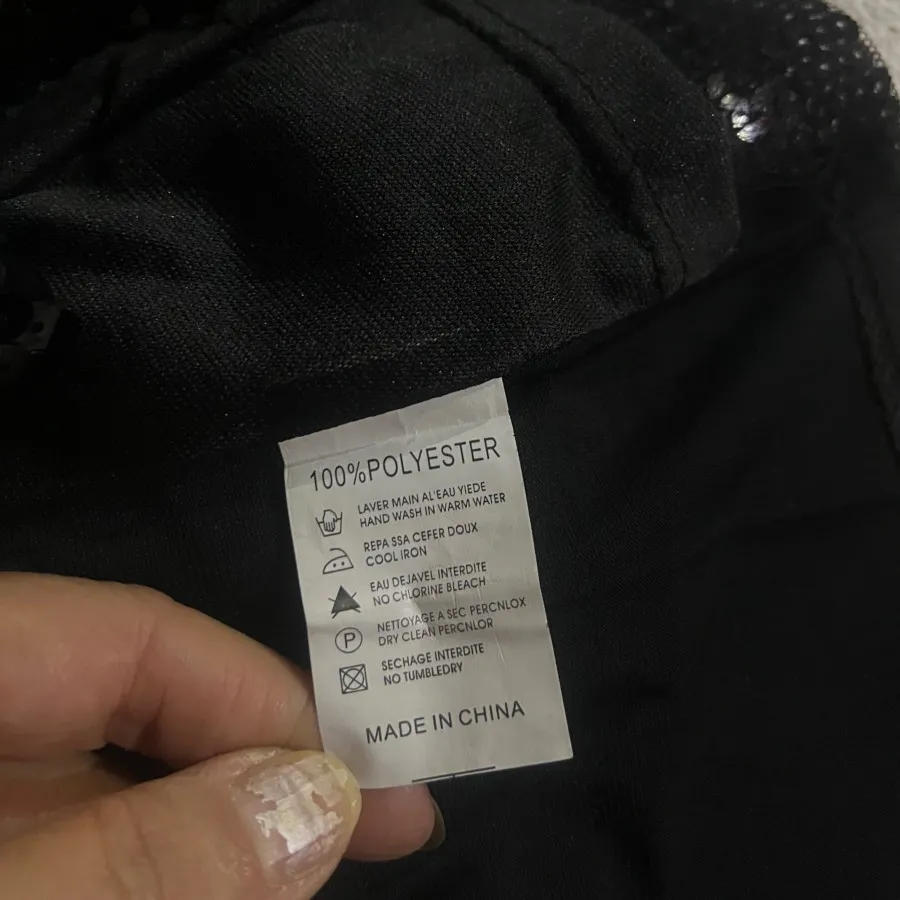 100%POLYESTER
LAVER MAIN AL'EAU YIEDE
HAND WASH IN WARM WATER
REPA SSA CEFER DOUX
COOL IRON
EAU DEJAVEL INTERDITE
NO CHLORINE BLEACH
P
NETTOYAGE A SEC PERCNLOX
DRY CLEAN PERCNLOR
SECHAGE INTERDITE
NO TUMBLEDRY
MADE IN CHINA